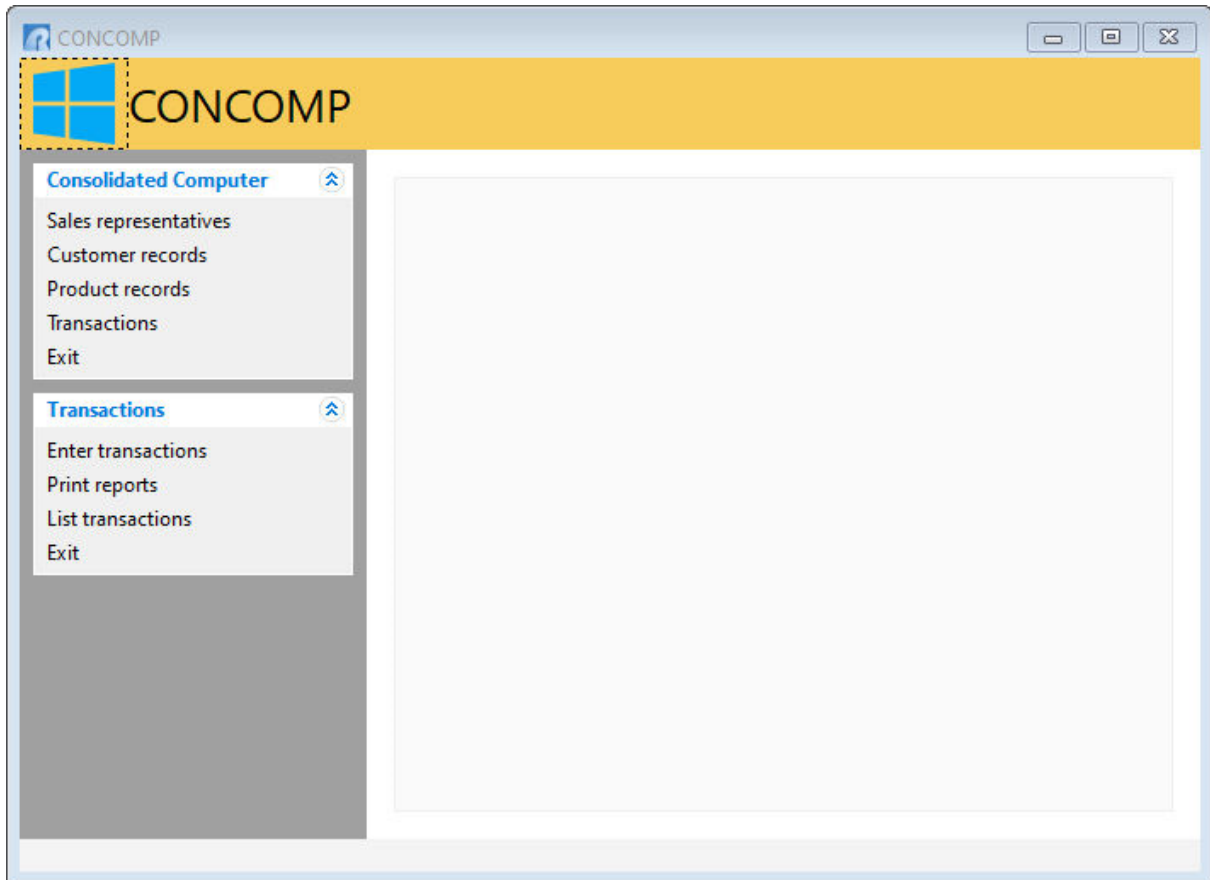 CONCOMP
CONCOMP
Consolidated Computer
Sales representatives
Customer records
Product records
Transactions
Exit
Transactions
Enter transactions
Print reports
List transactions
Exit